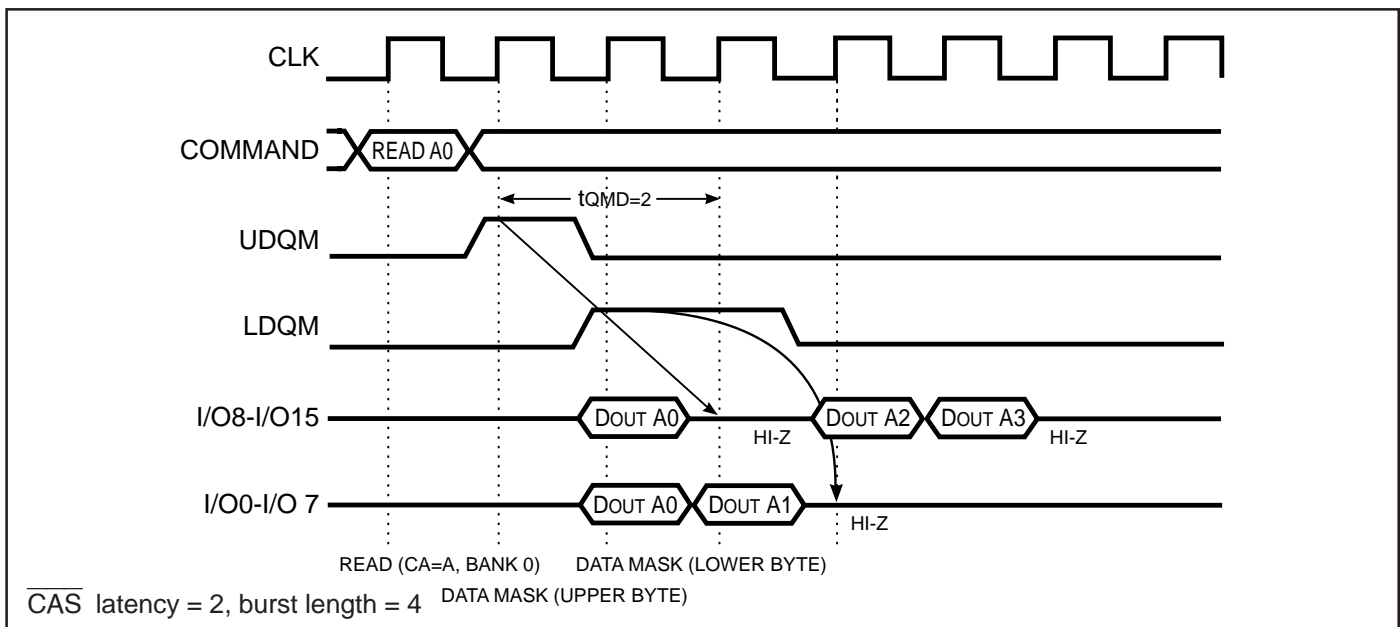 CLK
COMMAND READ A0
tQMD=2
UDQM
LDQM
I/O8-I/O15 DOUT A0 HI-Z DOUT A2 DOUT A3 HI-Z
I/O0-I/O 7 DOUT A0 DOUT A1 HI-Z
READ (CA=A, BANK 0) DATA MASK (LOWER BYTE)
CAS latency = 2, burst length = 4 DATA MASK (UPPER BYTE)